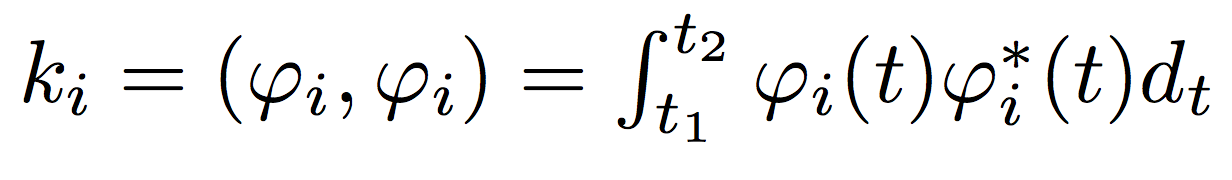 k_i = (φ_i, φ_i) = ∫_{t_1}^{t_2} φ_i(t)φ_i^*(t)d_t